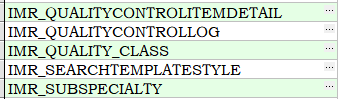 IMR_QUALITYCONTROLITEMDETAIL ...
IMR_QUALITYCONTROLLOG ...
IMR_QUALITY_CLASS ...
IMR_SEARCHTEMPLATESTYLE ...
IMR_SUBSPECIALTY ...